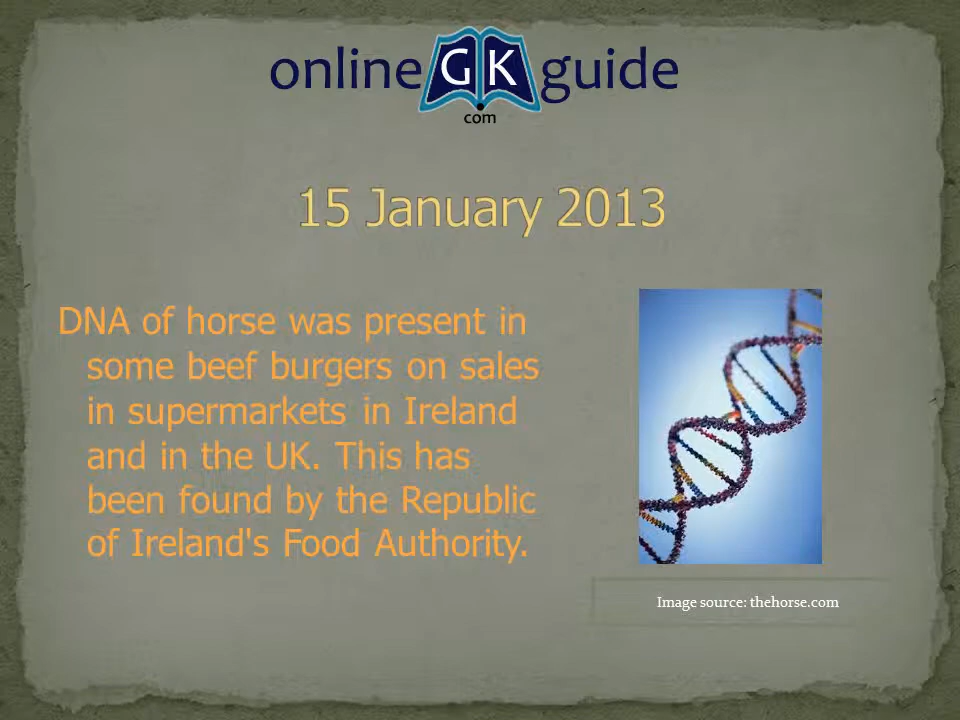 online GK guide
com
15 January 2013
DNA of horse was present in
some beef burgers on sales
in supermarkets in Ireland
and in the UK. This has
been found by the Republic
of Ireland's Food Authority.
Image source: thehorse.com